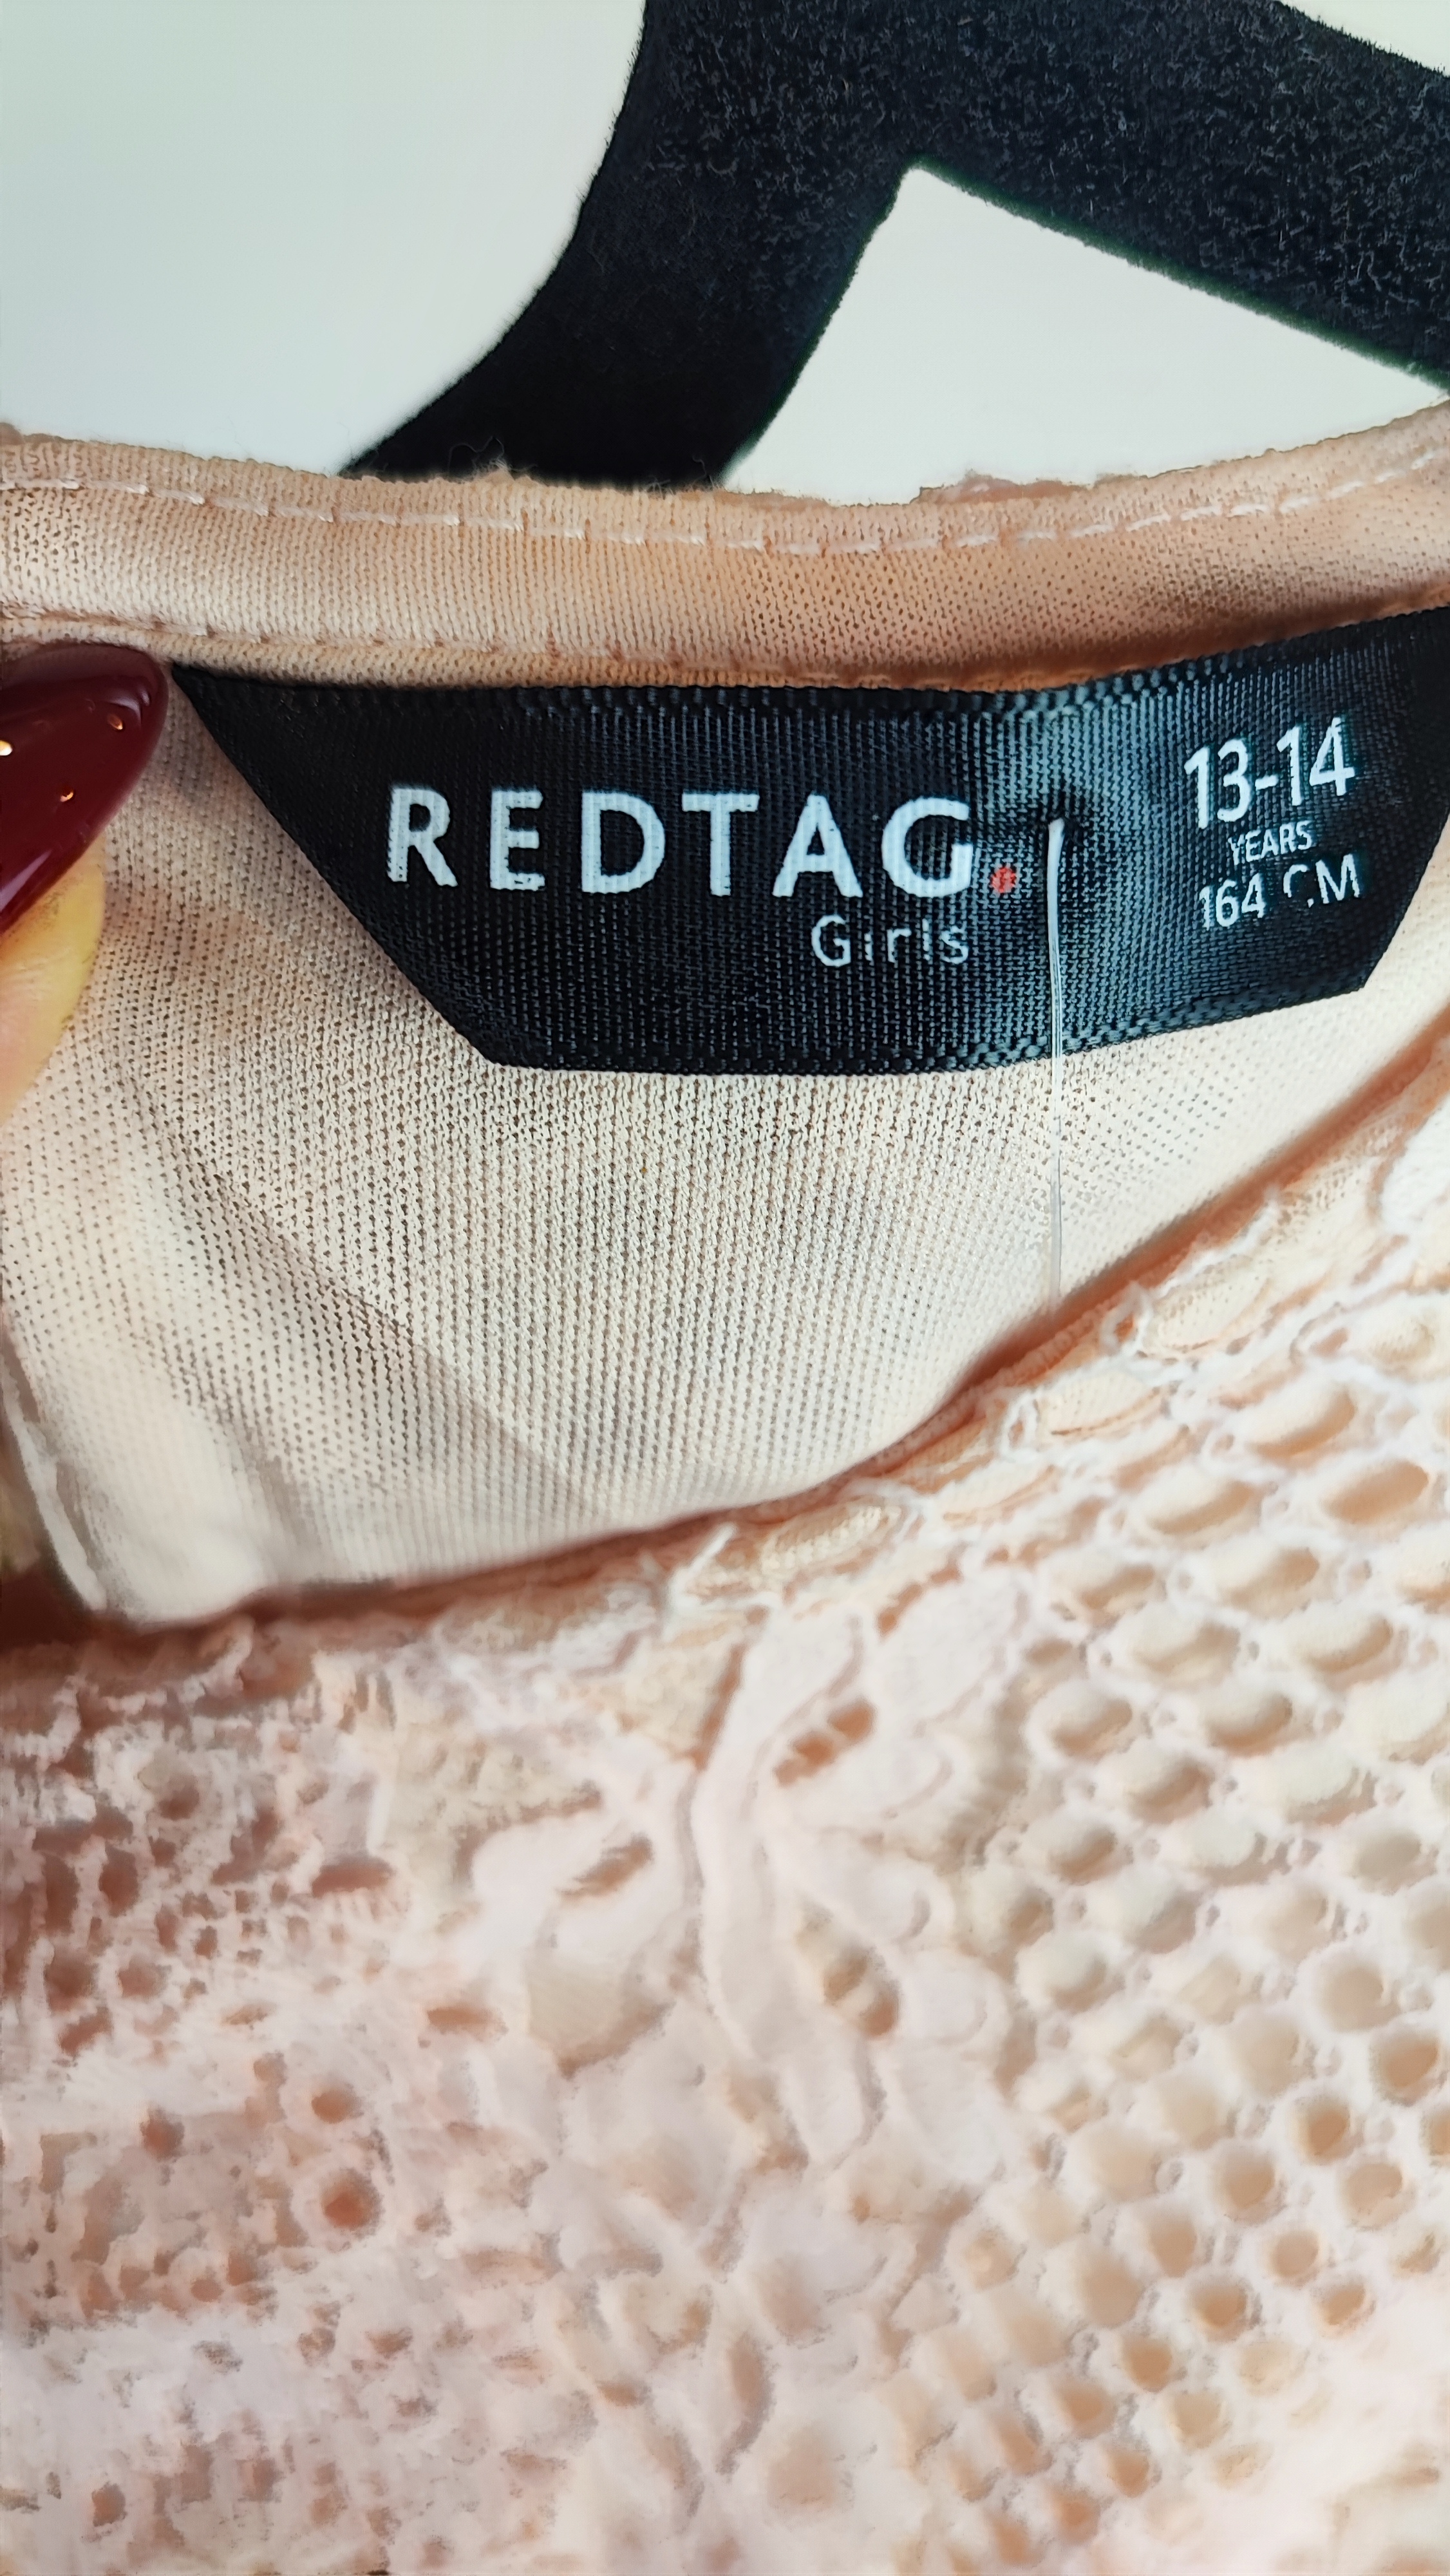 REDTAG.
Girls
13-14
YEARS
164 CM